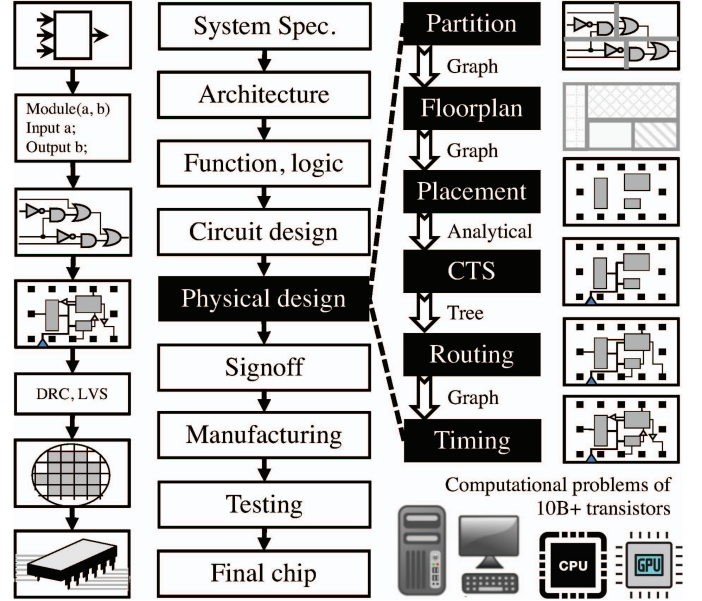 Module(a, b)
Input a;
Output b;
DRC, LVS
System Spec.
Architecture
Function, logic
Circuit design
Physical design
Signoff
Manufacturing
Testing
Final chip
Partition
Graph
Floorplan
Graph
Placement
Analytical
CTS
Tree
Routing
Graph
Timing
Computational problems of
10B+ transistors
CPU
GPU